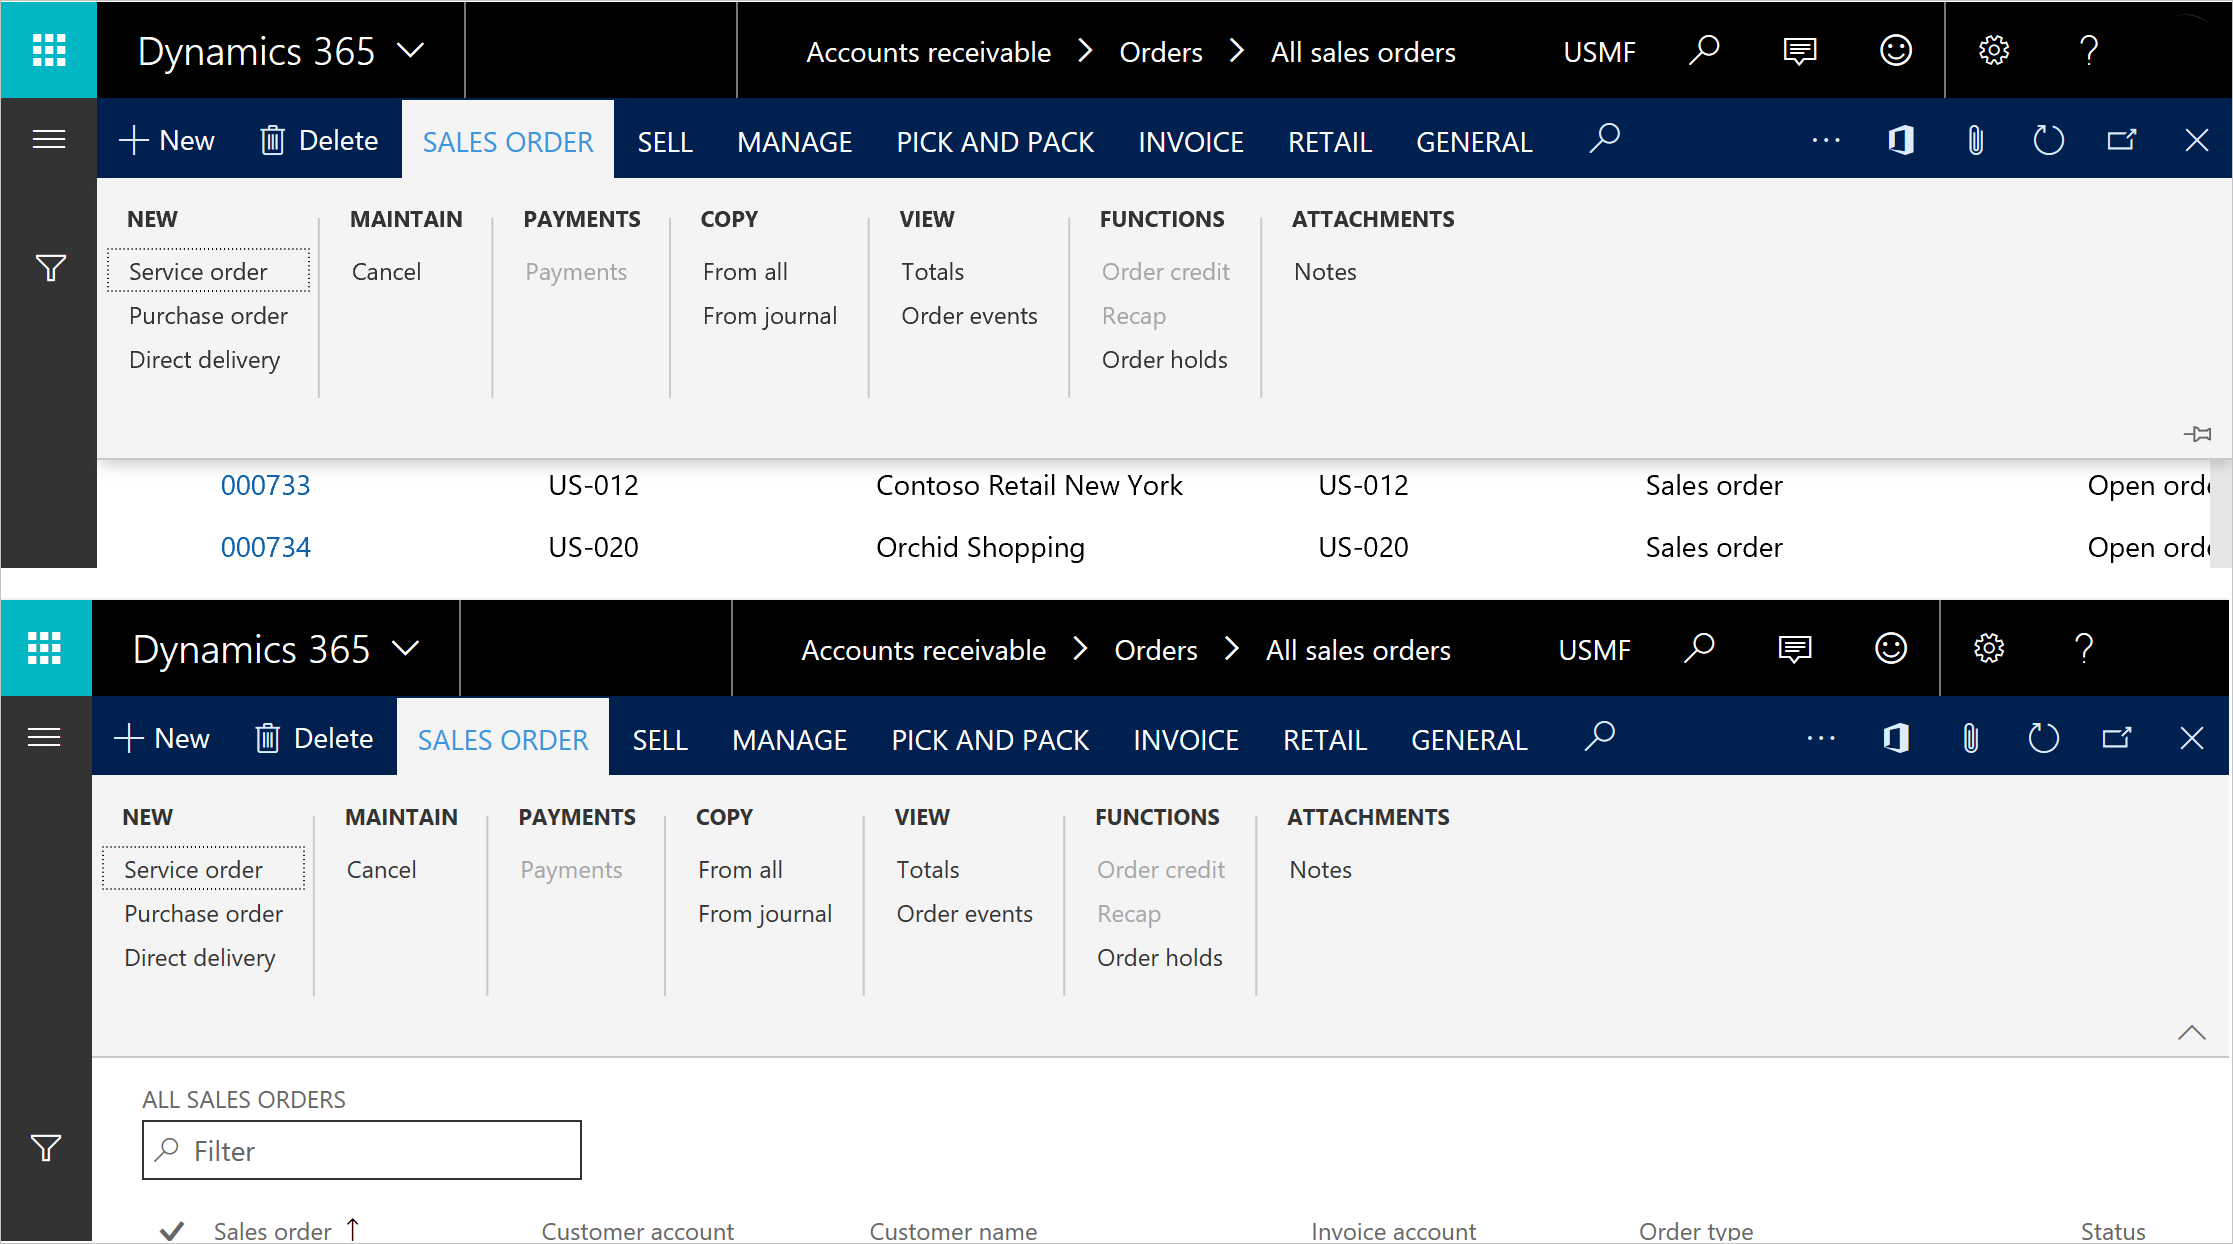 Dynamics 365 Accounts receivable Orders All sales orders USMF ?
New Delete SALES ORDER SELL MANAGE PICK AND PACK INVOICE RETAIL GENERAL ...
NEW MAINTAIN PAYMENTS COPY VIEW FUNCTIONS ATTACHMENTS
Service order Cancel Payments From all Totals Order credit Notes
Purchase order From journal Order events Recap
Direct delivery Order holds
000733 US-012 Contoso Retail New York US-012 Sales order Open orde
000734 US-020 Orchid Shopping US-020 Sales order Open orde
Dynamics 365 Accounts receivable Orders All sales orders USMF ?
New Delete SALES ORDER SELL MANAGE PICK AND PACK INVOICE RETAIL GENERAL ...
NEW MAINTAIN PAYMENTS COPY VIEW FUNCTIONS ATTACHMENTS
Service order Cancel Payments From all Totals Order credit Notes
Purchase order From journal Order events Recap
Direct delivery Order holds
ALL SALES ORDERS
Filter
Sales order ↑ Customer account Customer name Invoice account Order type Status